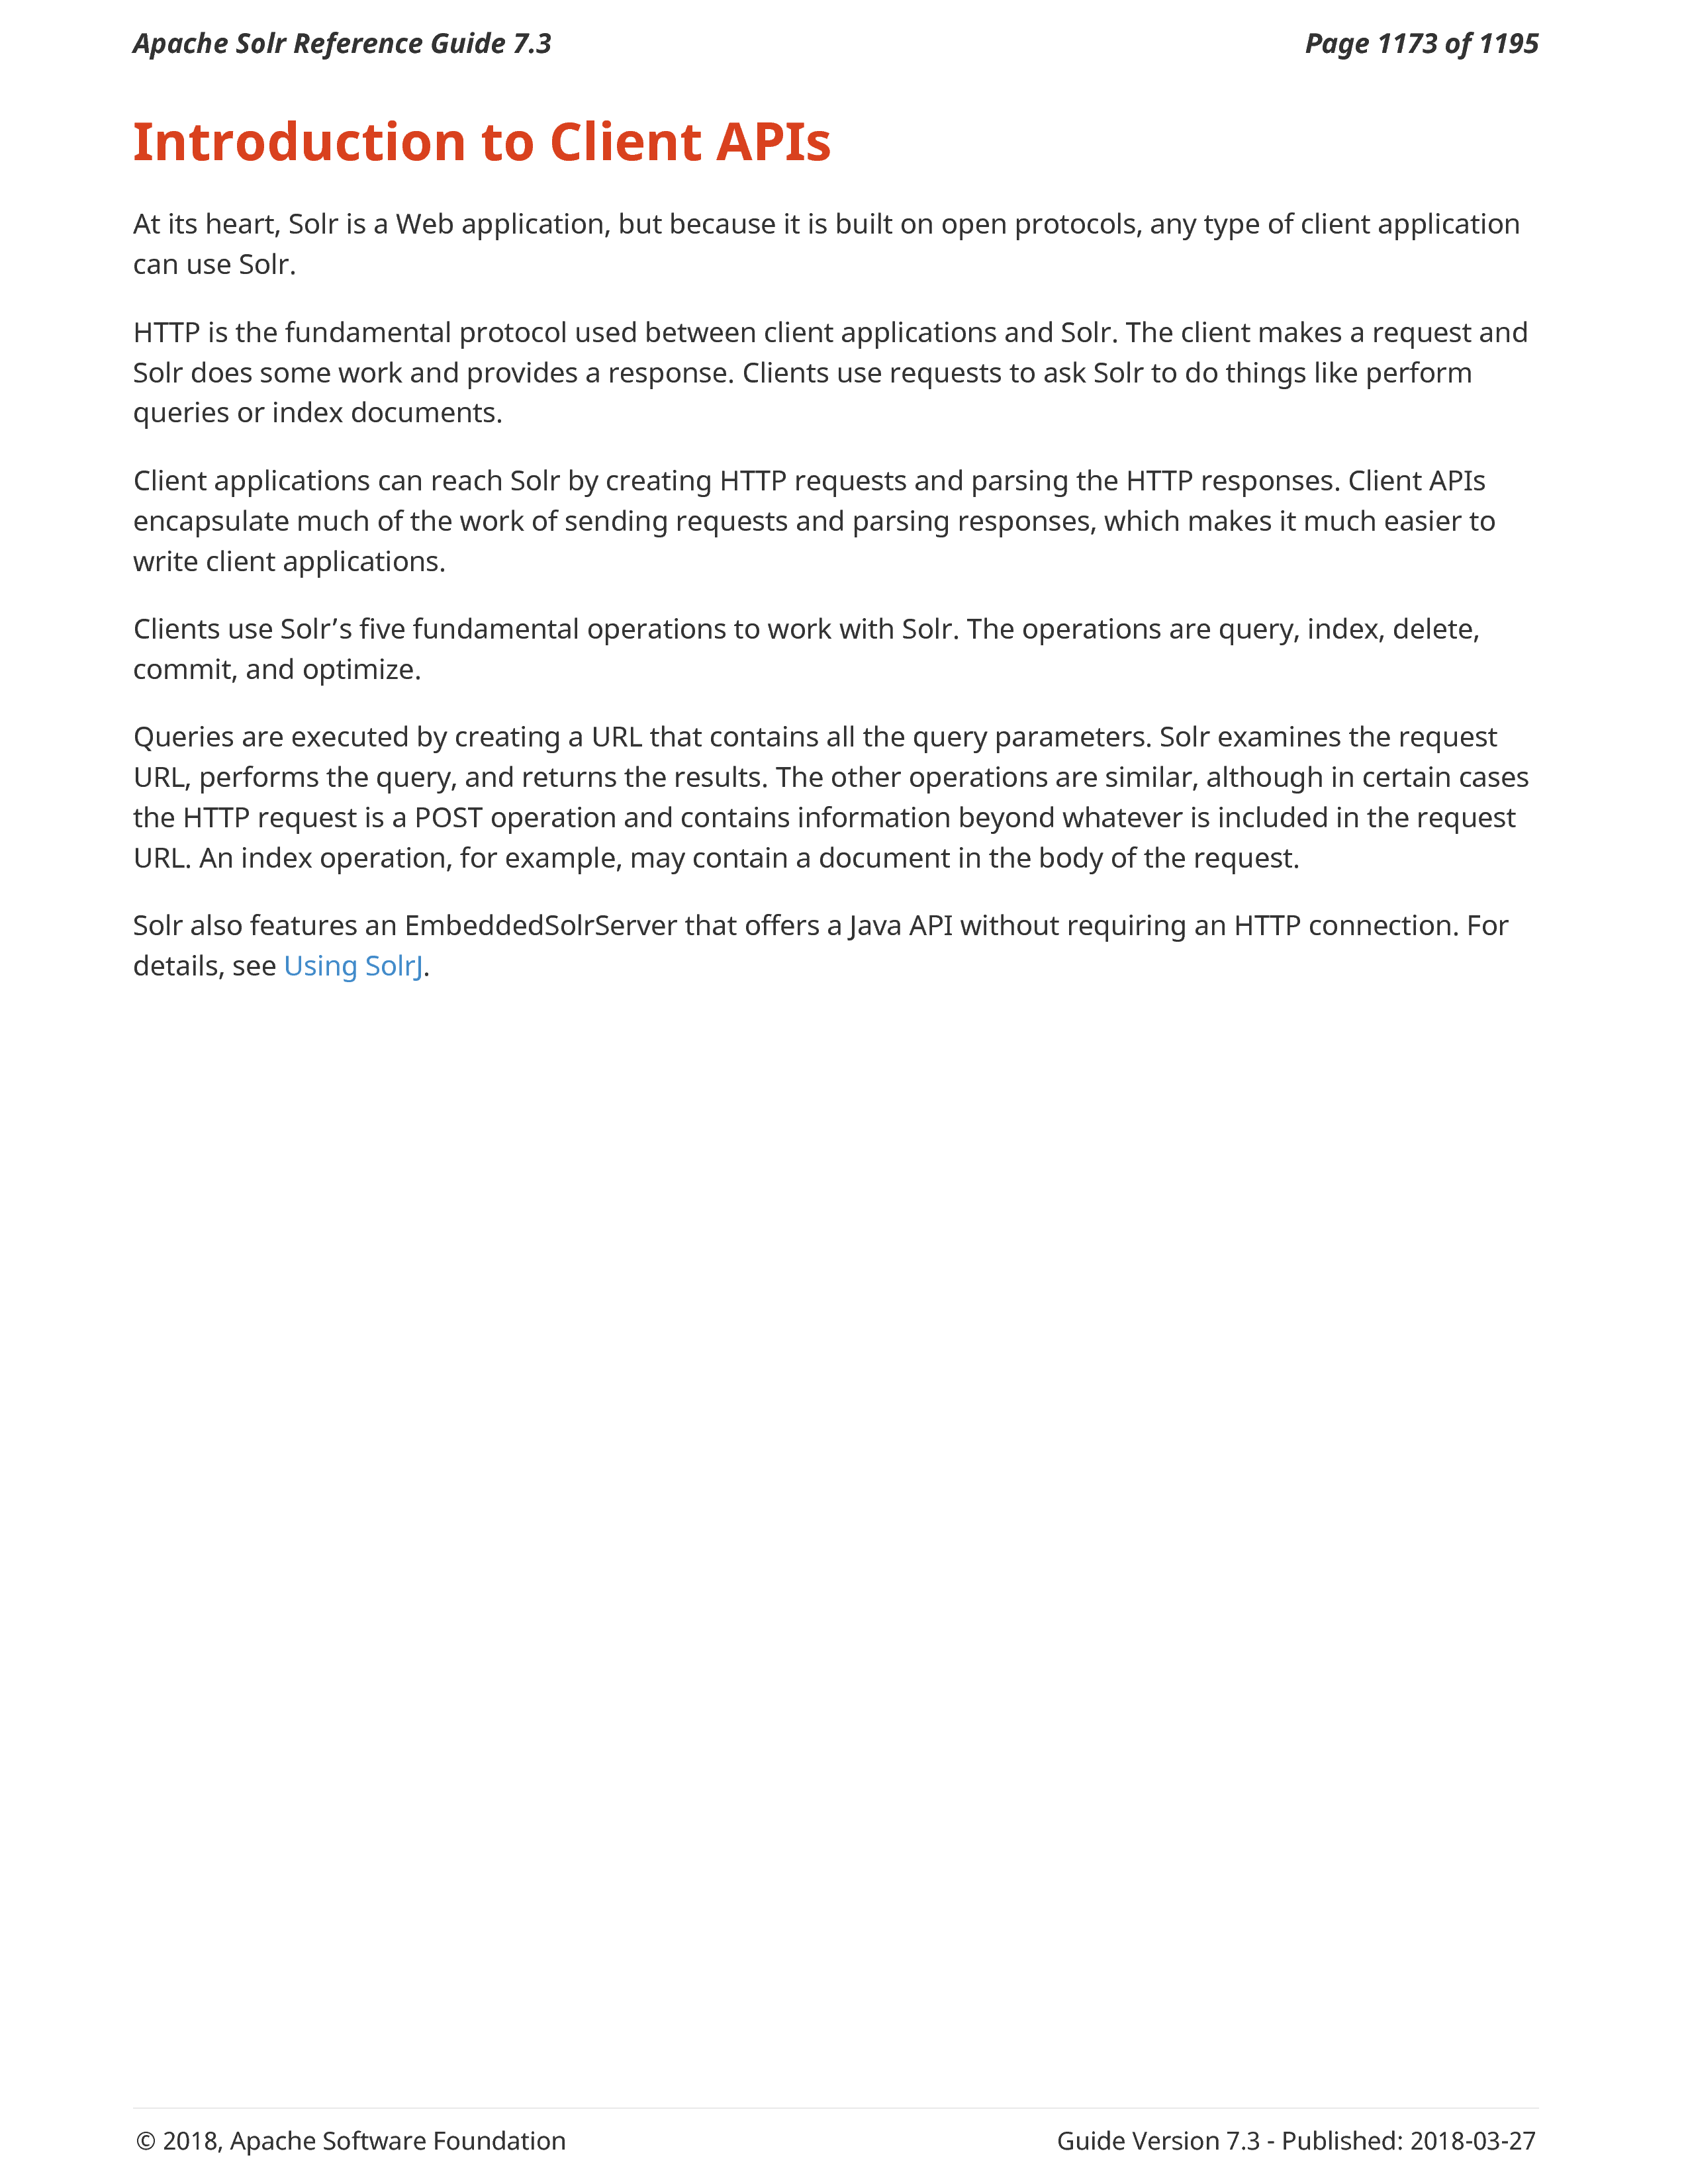 Apache Solr Reference Guide 7.3
Page 1173 of 1195
Introduction to Client APIs
At its heart, Solr is a Web application, but because it is built on open protocols, any type of client application
can use Solr.
HTTP is the fundamental protocol used between client applications and Solr. The client makes a request and
Solr does some work and provides a response. Clients use requests to ask Solr to do things like perform
queries or index documents.
Client applications can reach Solr by creating HTTP requests and parsing the HTTP responses. Client APIs
encapsulate much of the work of sending requests and parsing responses, which makes it much easier to
write client applications.
Clients use Solr’s five fundamental operations to work with Solr. The operations are query, index, delete,
commit, and optimize.
Queries are executed by creating a URL that contains all the query parameters. Solr examines the request
URL, performs the query, and returns the results. The other operations are similar, although in certain cases
the HTTP request is a POST operation and contains information beyond whatever is included in the request
URL. An index operation, for example, may contain a document in the body of the request.
Solr also features an EmbeddedSolrServer that offers a Java API without requiring an HTTP connection. For
details, see Using SolrJ.
© 2018, Apache Software Foundation
Guide Version 7.3 - Published: 2018-03-27